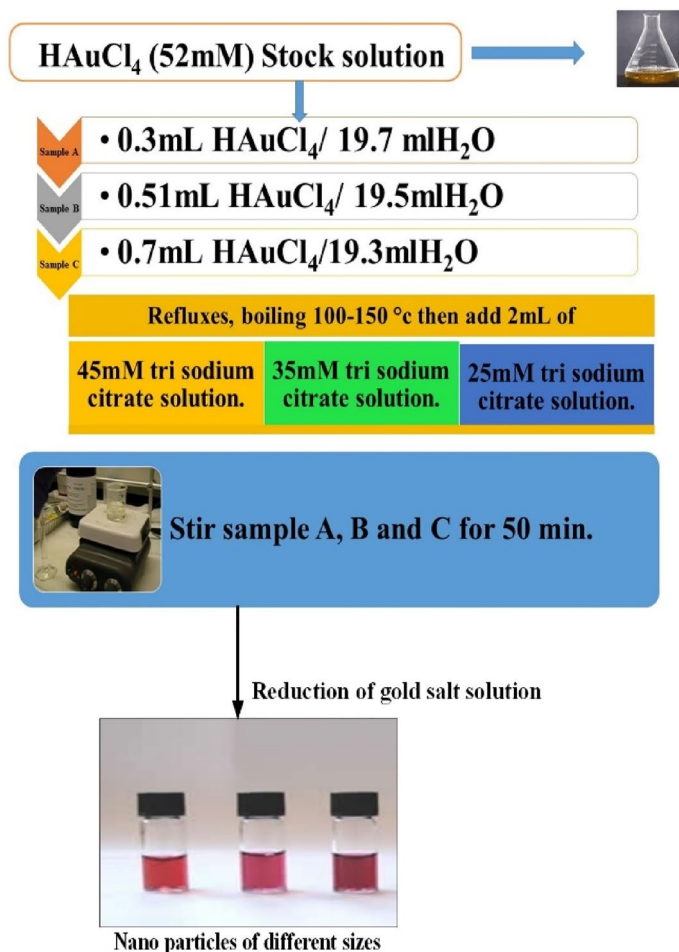 HAuCl₄ (52mM) Stock solution
Sample A
• 0.3mL HAuCl₄/ 19.7 mlH₂O
Sample B
• 0.51mL HAuCl₄/ 19.5mlH₂O
Sample C
• 0.7mL HAuCl₄/19.3mlH₂O
Refluxes, boiling 100-150 °c then add 2mL of
45mM tri sodium
citrate solution.
35mM tri sodium
citrate solution.
25mM tri sodium
citrate solution.
Stir sample A, B and C for 50 min.
Reduction of gold salt solution
Nano particles of different sizes